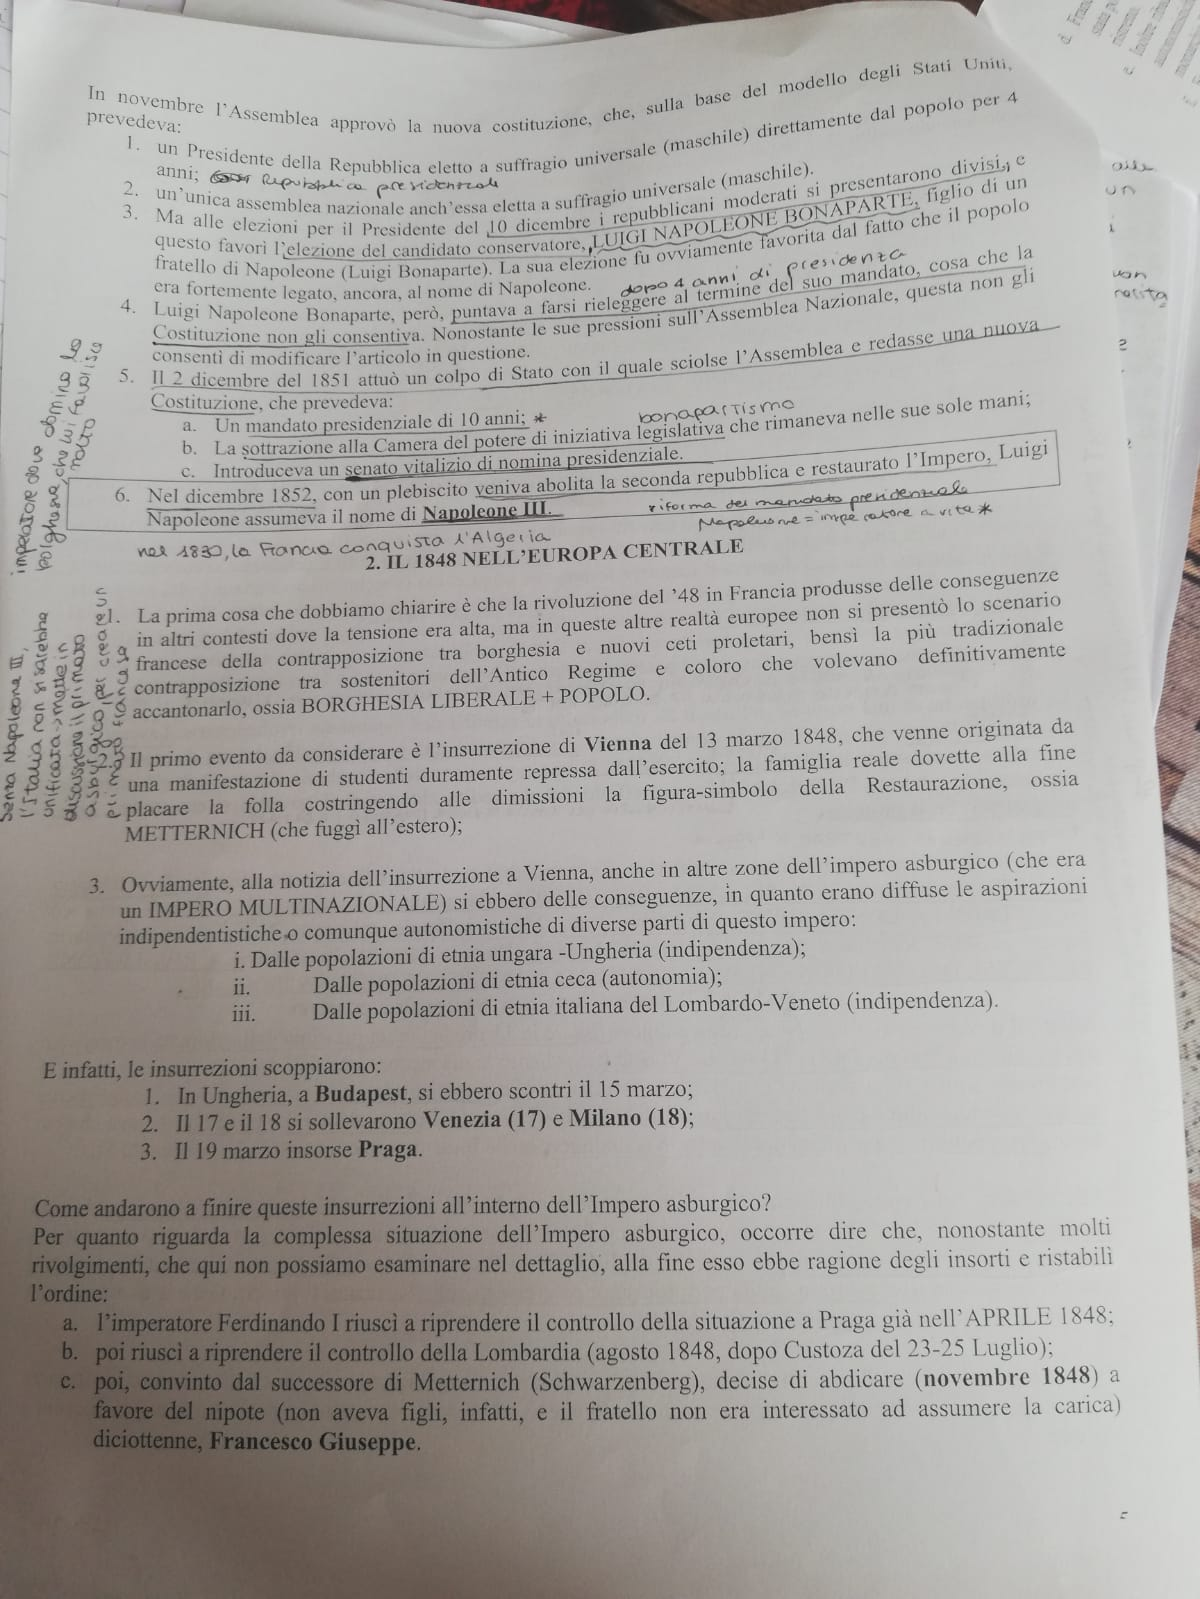 In novembre l'Assemblea approvò la nuova costituzione, che, sulla base del modello degli Stati Uniti,
prevedeva:
1. un Presidente della Repubblica eletto a suffragio universale (maschile) direttamente dal popolo per 4
anni; Repubblica presidenziale
2. un'unica assemblea nazionale anch'essa eletta a suffragio universale (maschile).
3. Ma alle elezioni per il Presidente del 10 dicembre i repubblicani moderati si presentarono divisi, e
questo favorì l'elezione del candidato conservatore, LUIGI NAPOLEONE BONAPARTE, figlio di un
fratello di Napoleone (Luigi Bonaparte). La sua elezione fu ovviamente favorita dal fatto che il popolo
era fortemente legato, ancora, al nome di Napoleone.
dopo 4 anni di presidenza
4. Luigi Napoleone Bonaparte, però, puntava a farsi rieleggere al termine del suo mandato, cosa che la
Costituzione non gli consentiva. Nonostante le sue pressioni sull'Assemblea Nazionale, questa non gli
consentì di modificare l'articolo in questione.
5. Il 2 dicembre del 1851 attuò un colpo di Stato con il quale sciolse l'Assemblea e redasse una nuova
Costituzione, che prevedeva:
a. Un mandato presidenziale di 10 anni; *
bonapartismo
b. La sottrazione alla Camera del potere di iniziativa legislativa che rimaneva nelle sue sole mani;
c. Introduceva un senato vitalizio di nomina presidenziale.
6. Nel dicembre 1852, con un plebiscito veniva abolita la seconda repubblica e restaurato l'Impero, Luigi
Napoleone assumeva il nome di Napoleone III.
riforma del mandato presidenziale
Napoleone = imperatore a vita *
nel 1830, la Francia conquista l'Algeria
imperatore dove domina la
borghesia, che lui favorisce
molto
2. IL 1848 NELL'EUROPA CENTRALE
1. La prima cosa che dobbiamo chiarire è che la rivoluzione del '48 in Francia produsse delle conseguenze
in altri contesti dove la tensione era alta, ma in queste altre realtà europee non si presentò lo scenario
francese della contrapposizione tra borghesia e nuovi ceti proletari, bensì la più tradizionale
contrapposizione tra sostenitori dell'Antico Regime e coloro che volevano definitivamente
accantonarlo, ossia BORGHESIA LIBERALE + POPOLO.
senza Napoleone III,
l'Italia non si sarebbe
unificata → mette in
discussione il primato
asburgico, per creare un
primato francese
2. Il primo evento da considerare è l'insurrezione di Vienna del 13 marzo 1848, che venne originata da
una manifestazione di studenti duramente repressa dall'esercito; la famiglia reale dovette alla fine
placare la folla costringendo alle dimissioni la figura-simbolo della Restaurazione, ossia
METTERNICH (che fuggì all'estero);
3. Ovviamente, alla notizia dell'insurrezione a Vienna, anche in altre zone dell'impero asburgico (che era
un IMPERO MULTINAZIONALE) si ebbero delle conseguenze, in quanto erano diffuse le aspirazioni
indipendentistiche o comunque autonomistiche di diverse parti di questo impero:
i. Dalle popolazioni di etnia ungara -Ungheria (indipendenza);
ii. Dalle popolazioni di etnia ceca (autonomia);
iii. Dalle popolazioni di etnia italiana del Lombardo-Veneto (indipendenza).
E infatti, le insurrezioni scoppiarono:
1. In Ungheria, a Budapest, si ebbero scontri il 15 marzo;
2. Il 17 e il 18 si sollevarono Venezia (17) e Milano (18);
3. Il 19 marzo insorse Praga.
Come andarono a finire queste insurrezioni all'interno dell'Impero asburgico?
Per quanto riguarda la complessa situazione dell'Impero asburgico, occorre dire che, nonostante molti
rivolgimenti, che qui non possiamo esaminare nel dettaglio, alla fine esso ebbe ragione degli insorti e ristabilì
l'ordine:
a. l'imperatore Ferdinando I riuscì a riprendere il controllo della situazione a Praga già nell'APRILE 1848;
b. poi riuscì a riprendere il controllo della Lombardia (agosto 1848, dopo Custoza del 23-25 Luglio);
c. poi, convinto dal successore di Metternich (Schwarzenberg), decise di abdicare (novembre 1848) a
favore del nipote (non aveva figli, infatti, e il fratello non era interessato ad assumere la carica)
diciottenne, Francesco Giuseppe.